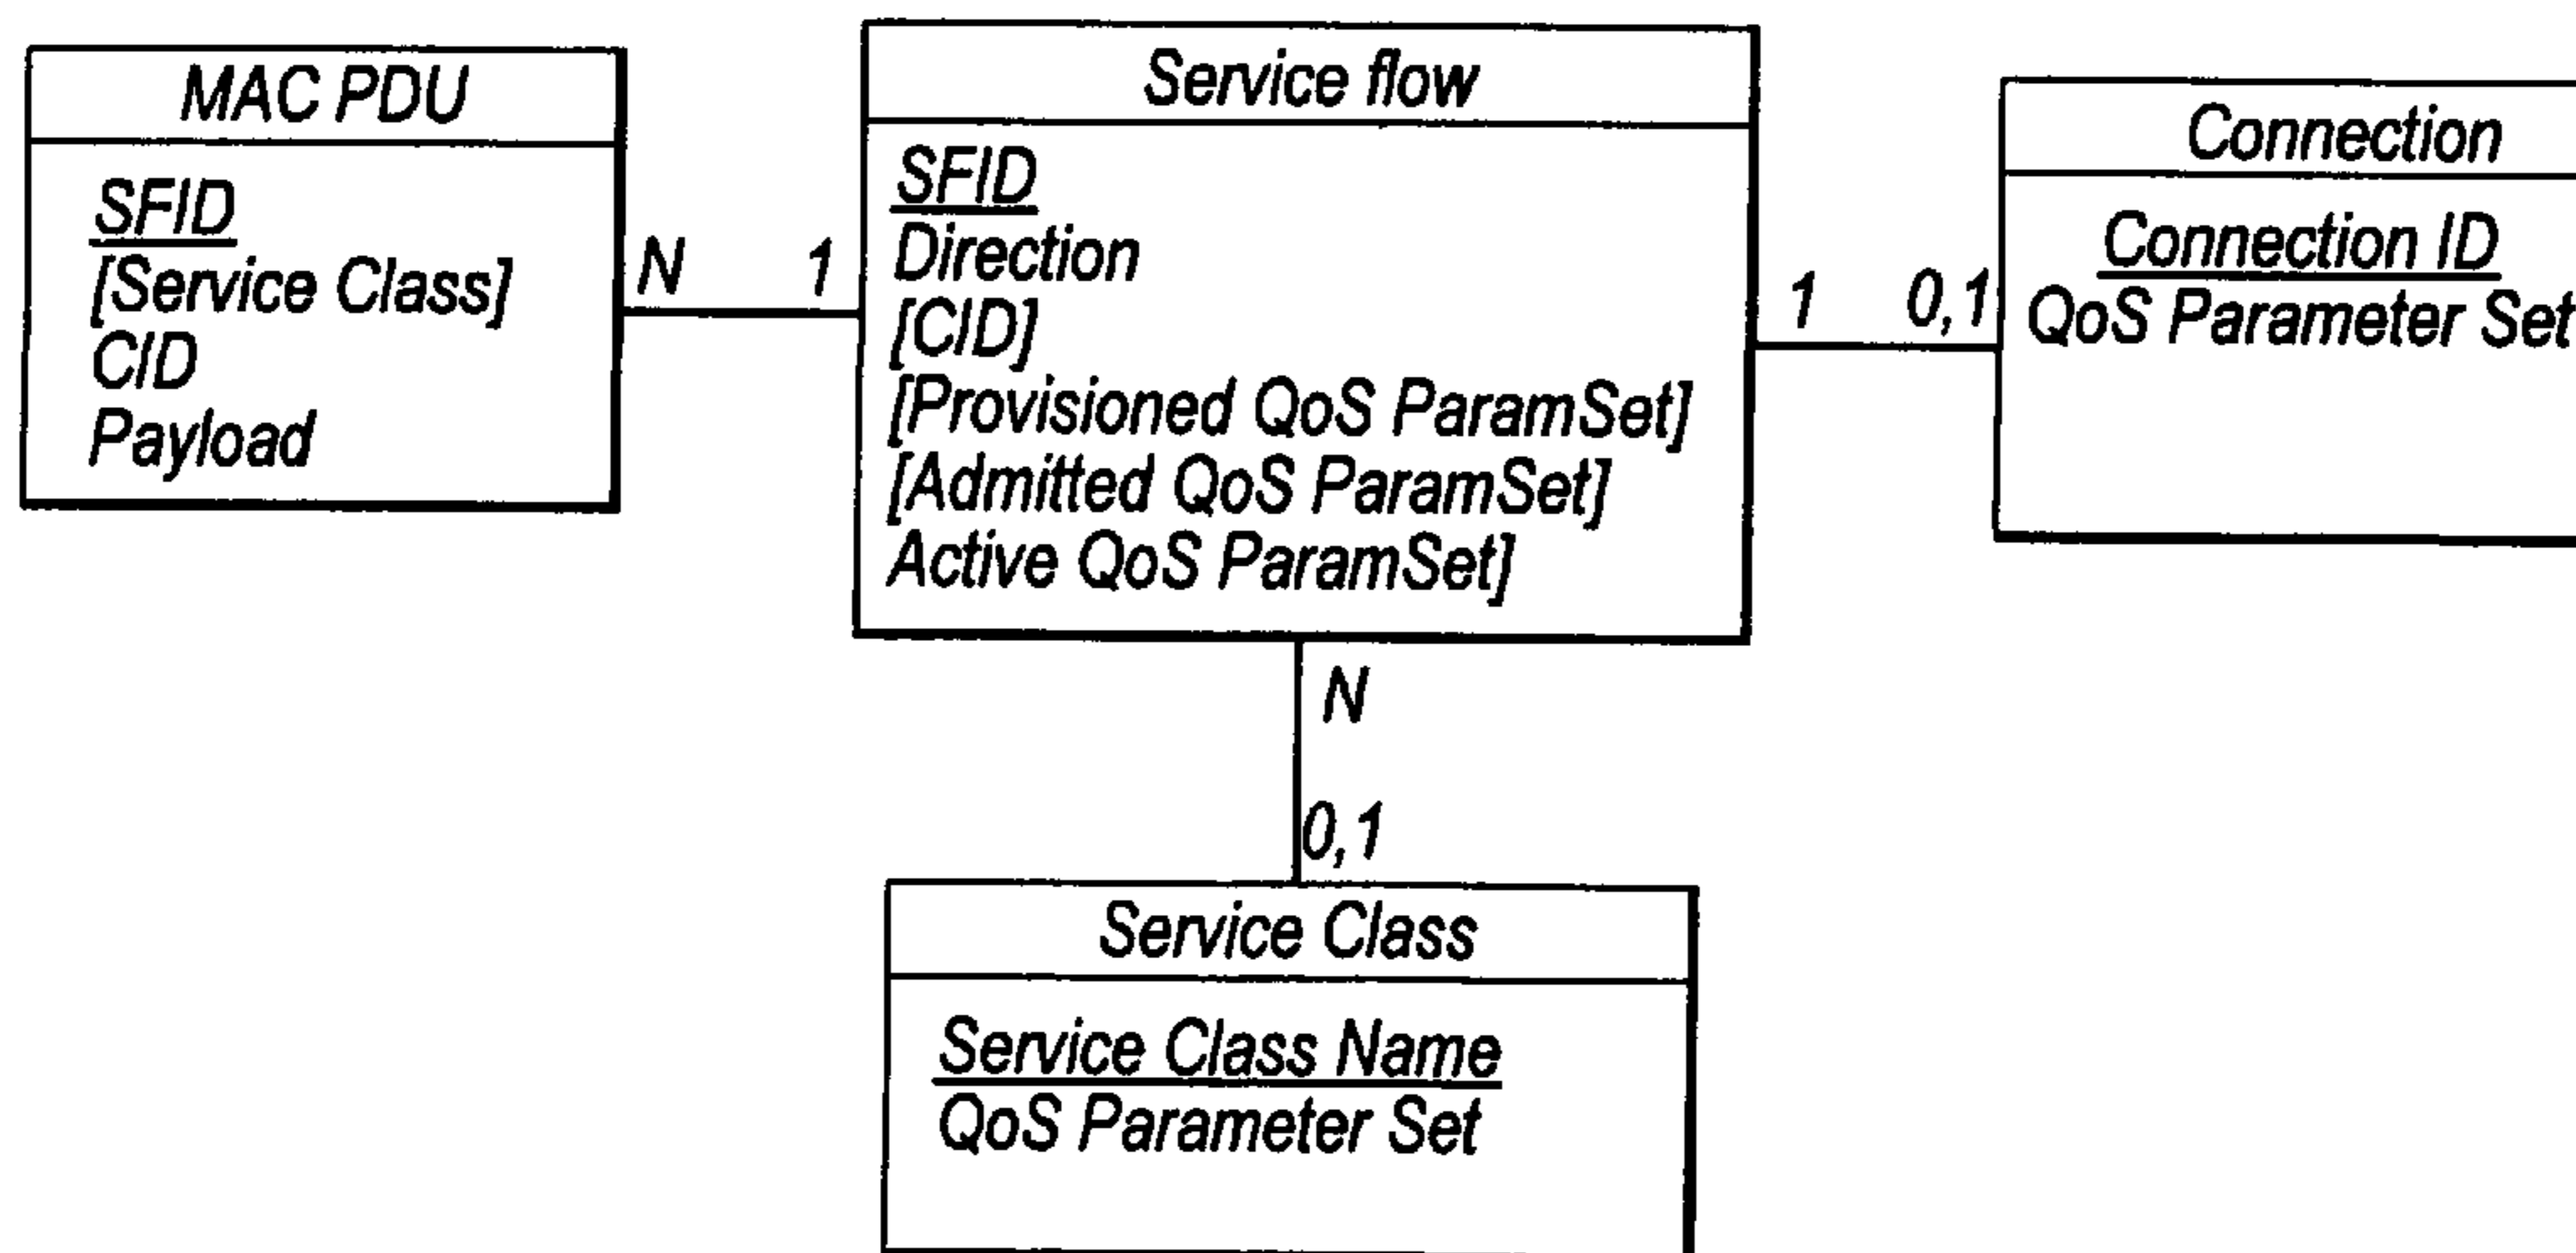 MAC PDU
SFID
[Service Class]
CID
Payload
N 1
Service flow
SFID
Direction
[CID]
[Provisioned QoS ParamSet]
[Admitted QoS ParamSet]
Active QoS ParamSet]
1 0,1
Connection
Connection ID
QoS Parameter Set
N
0,1
Service Class
Service Class Name
QoS Parameter Set